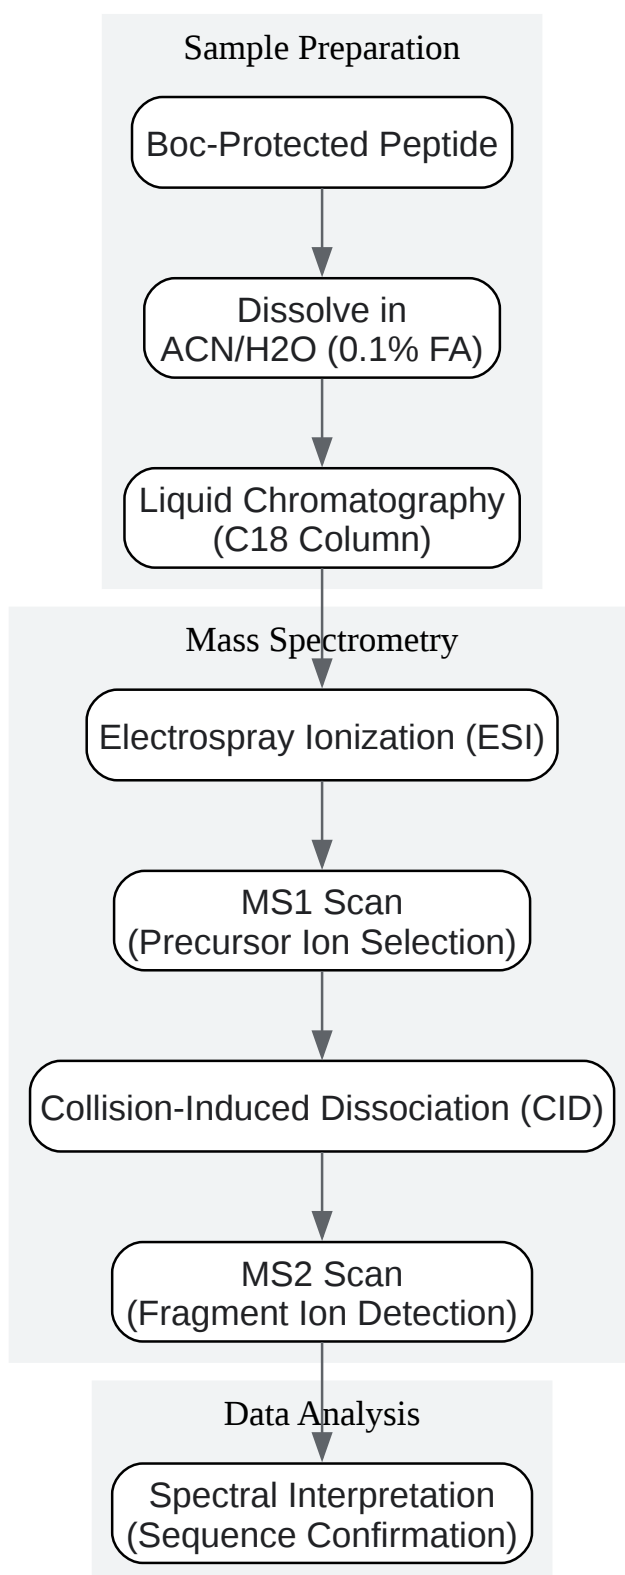 Sample Preparation
Boc-Protected Peptide
Dissolve in
ACN/H2O (0.1% FA)
Liquid Chromatography
(C18 Column)
Mass Spectrometry
Electrospray Ionization (ESI)
MS1 Scan
(Precursor Ion Selection)
Collision-Induced Dissociation (CID)
MS2 Scan
(Fragment Ion Detection)
Data Analysis
Spectral Interpretation
(Sequence Confirmation)